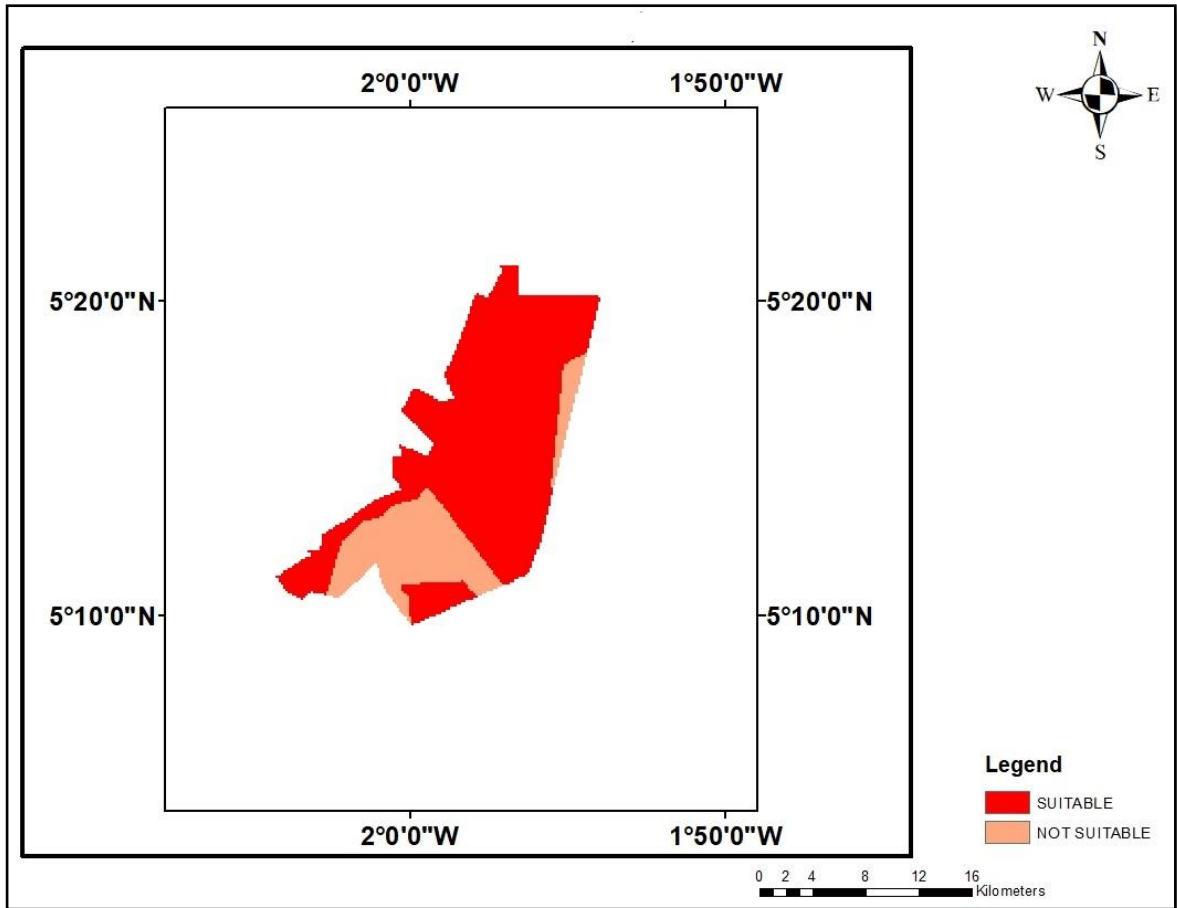 N
W E
S
2°0'0"W 1°50'0"W
5°20'0"N 5°20'0"N
5°10'0"N 5°10'0"N
2°0'0"W 1°50'0"W
Legend
SUITABLE
NOT SUITABLE
0 2 4 8 12 16
Kilometers